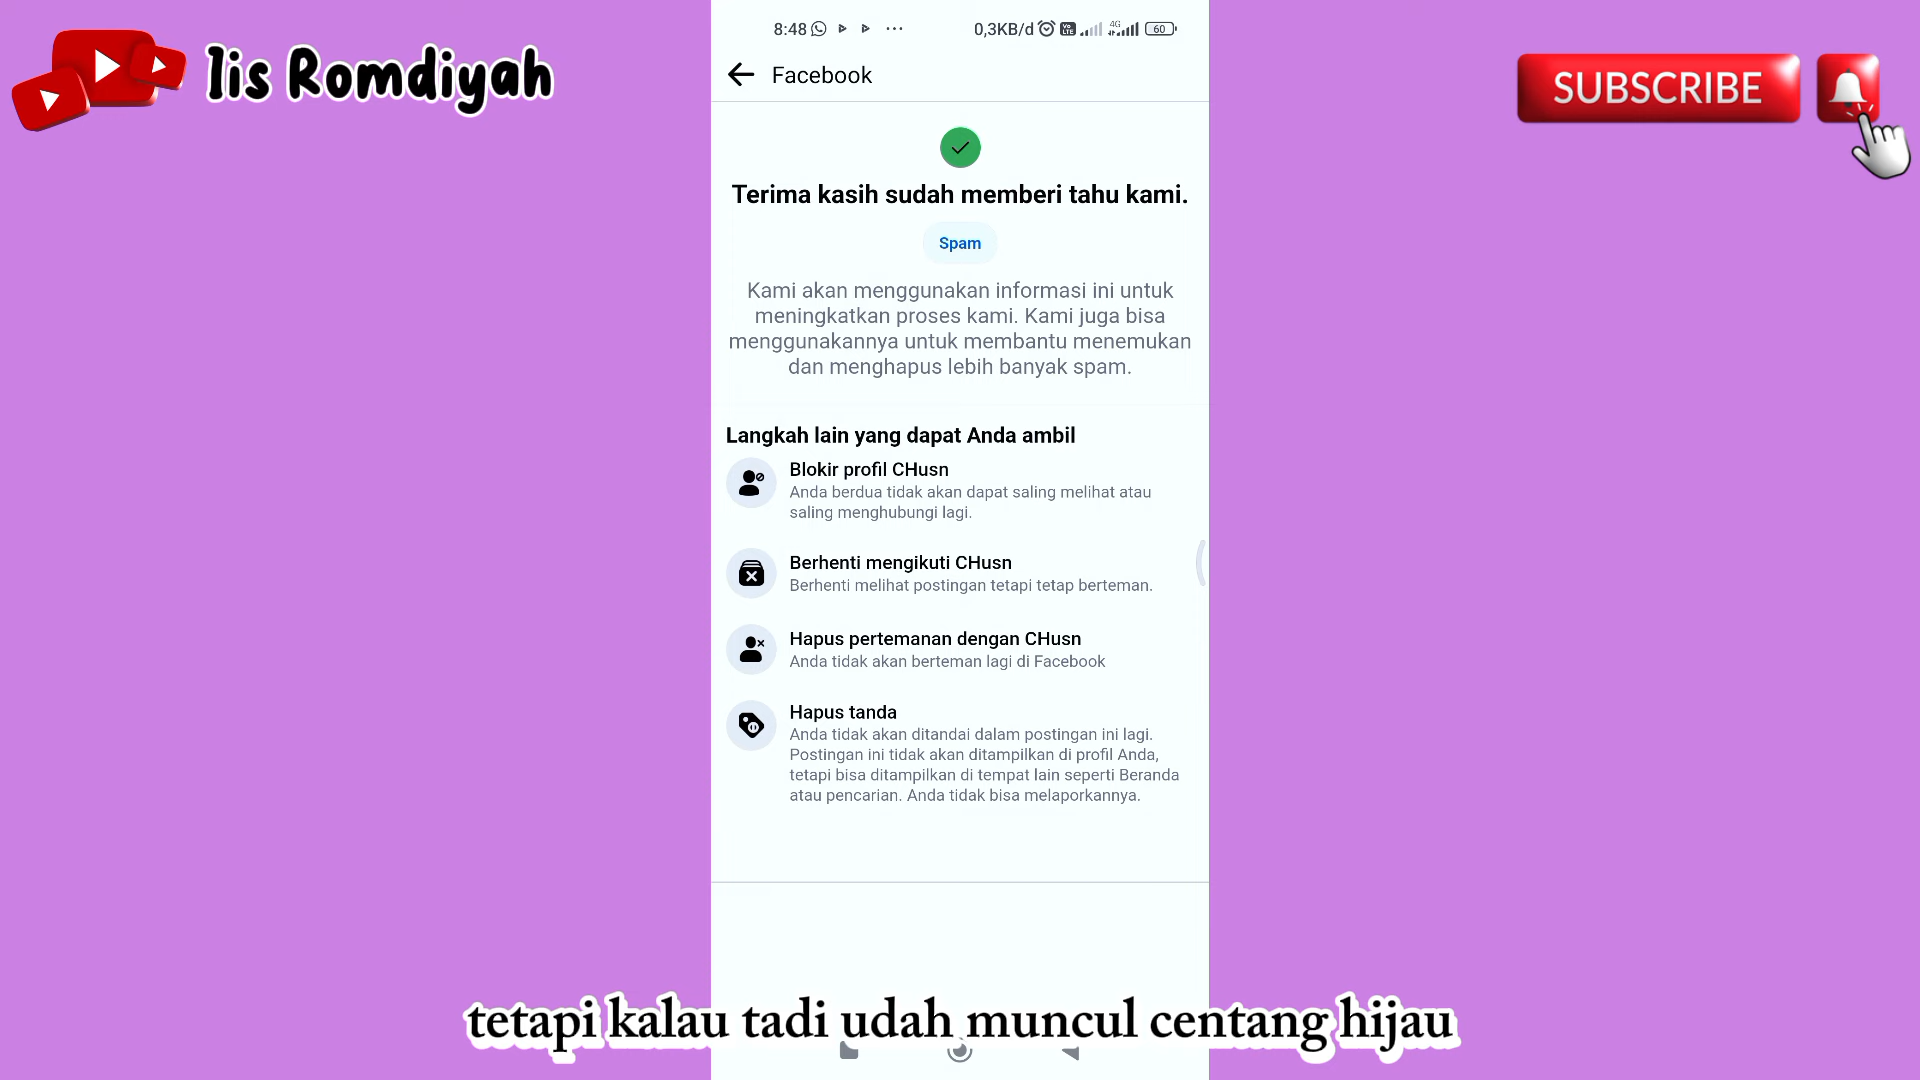 Iis Romdiyah
8:48
0,3KB/d
Vo LTE
4G
60
Facebook
SUBSCRIBE
Terima kasih sudah memberi tahu kami.
Spam
Kami akan menggunakan informasi ini untuk
meningkatkan proses kami. Kami juga bisa
menggunakannya untuk membantu menemukan
dan menghapus lebih banyak spam.
Langkah lain yang dapat Anda ambil
Blokir profil CHusn
Anda berdua tidak akan dapat saling melihat atau
saling menghubungi lagi.
Berhenti mengikuti CHusn
Berhenti melihat postingan tetapi tetap berteman.
Hapus pertemanan dengan CHusn
Anda tidak akan berteman lagi di Facebook
Hapus tanda
Anda tidak akan ditandai dalam postingan ini lagi.
Postingan ini tidak akan ditampilkan di profil Anda,
tetapi bisa ditampilkan di tempat lain seperti Beranda
atau pencarian. Anda tidak bisa melaporkannya.
tetapi kalau tadi udah muncul centang hijau